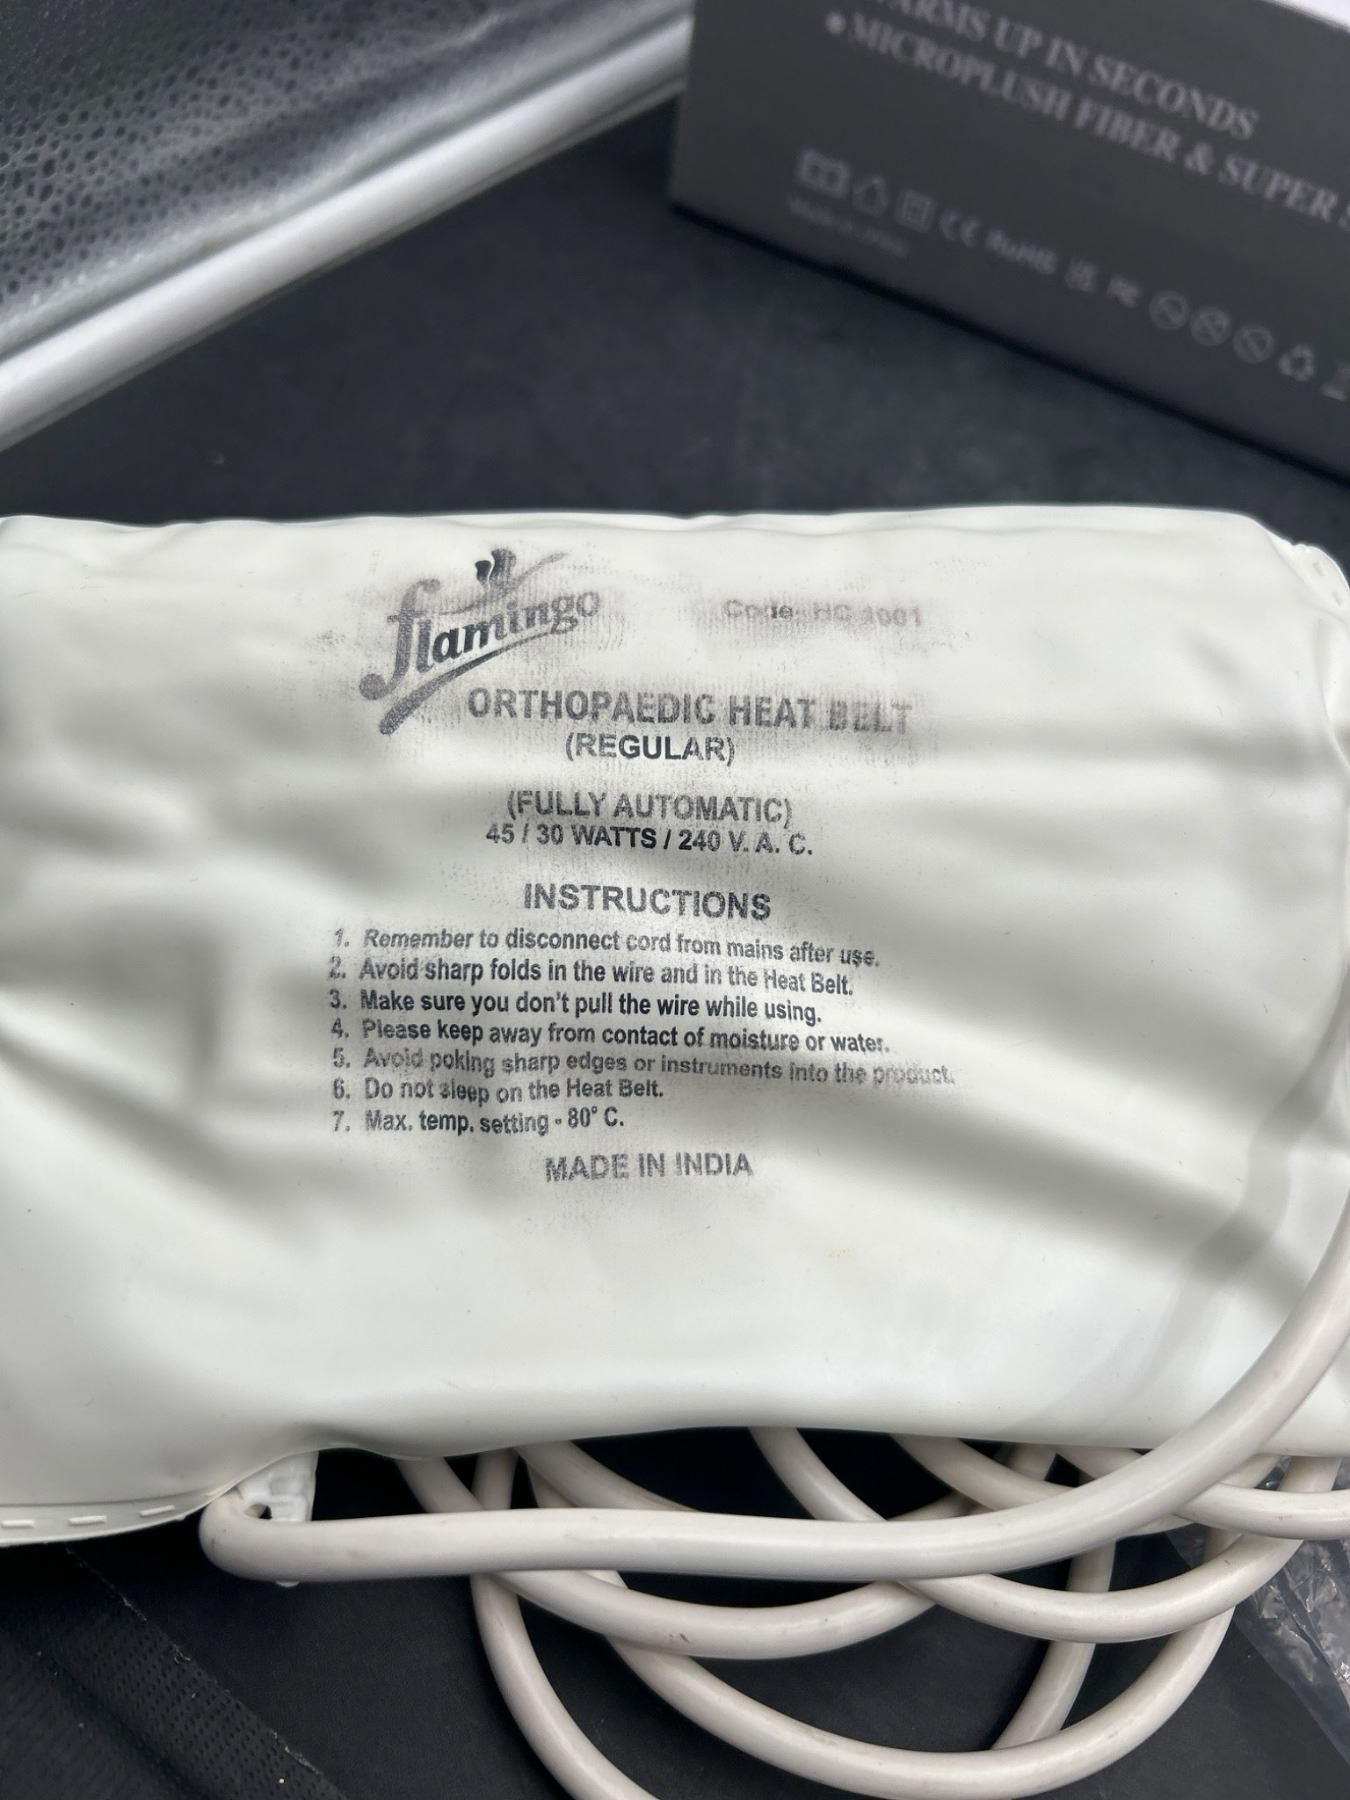 WARMS UP IN SECONDS
• MICROPLUSH FIBER & SUPER
CE RoHS
flamingo
Code- HC 1001
ORTHOPAEDIC HEAT BELT
(REGULAR)
(FULLY AUTOMATIC)
45 / 30 WATTS / 240 V. A. C.
INSTRUCTIONS
1. Remember to disconnect cord from mains after use.
2. Avoid sharp folds in the wire and in the Heat Belt.
3. Make sure you don't pull the wire while using.
4. Please keep away from contact of moisture or water.
5. Avoid poking sharp edges or instruments into the product.
6. Do not sleep on the Heat Belt.
7. Max. temp. setting - 80° C.
MADE IN INDIA